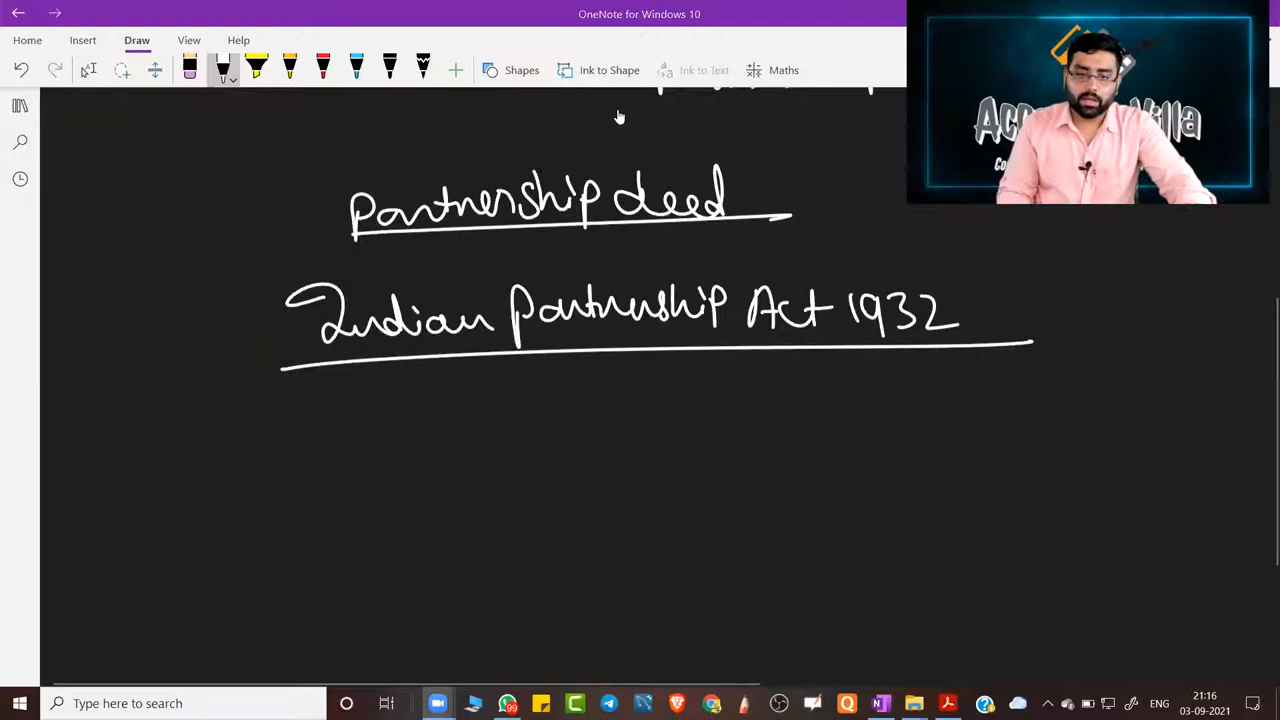 OneNote for Windows 10
Home Insert Draw View Help
Shapes Ink to Shape Ink to Text Maths
Partnership deed
Indian Partnership Act 1932
Type here to search
99
ENG
21:16
03-09-2021